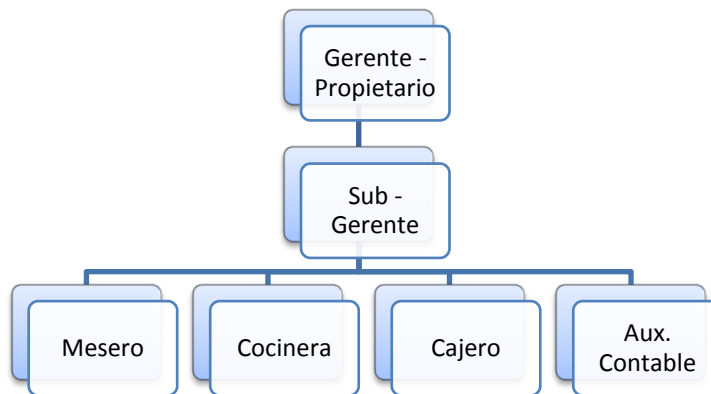 Gerente -
Propietario
Sub -
Gerente
Mesero
Cocinera
Cajero
Aux.
Contable